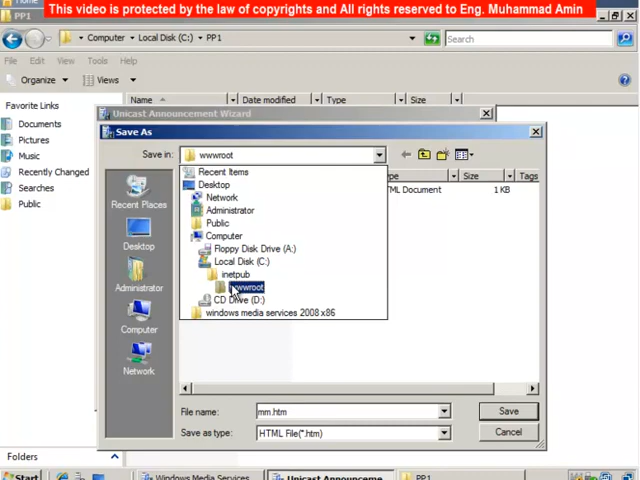 Home
This video is protected by the law of copyrights and All rights reserved to Eng. Muhammad Amin
PP1
Computer Local Disk (C:) PP1
Search
File Edit View Tools Help
Organize Views
Favorite Links
Name Date modified Type Size
Documents
Pictures
Music
Recently Changed
Searches
Public
Folders
Unicast Announcement Wizard
Save As
Save in: wwwroot
Recent Items
Desktop
Network
Administrator
Public
Computer
Floppy Disk Drive (A:)
Local Disk (C:)
inetpub
wwwroot
CD Drive (D:)
windows media services 2008 x86
Size Tags
HTML Document 1 KB
Recent Places
Desktop
Administrator
Computer
Network
File name: mm.htm Save
Save as type: HTML File(*.htm) Cancel
Start Windows Media Services Unicast Announceme... PP1